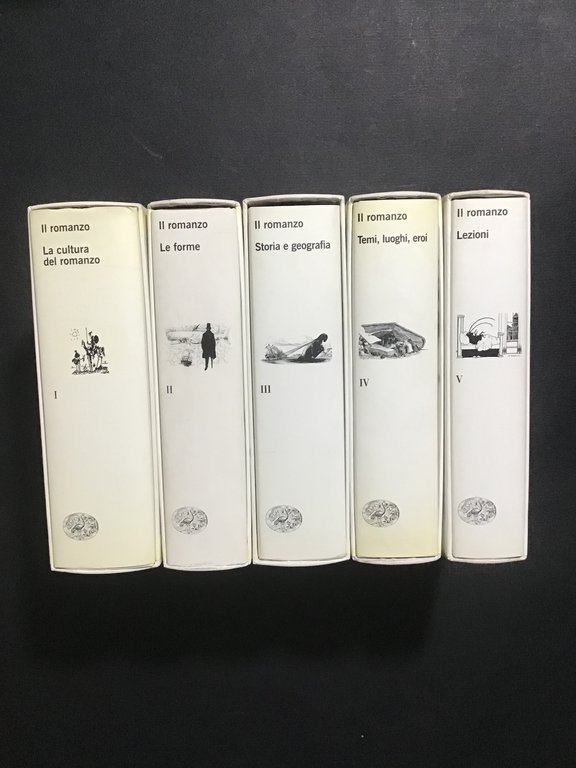 Il romanzo
La cultura
del romanzo
I
Il romanzo
Le forme
II
Il romanzo
Storia e geografia
III
Il romanzo
Temi, luoghi, eroi
IV
Il romanzo
Lezioni
V